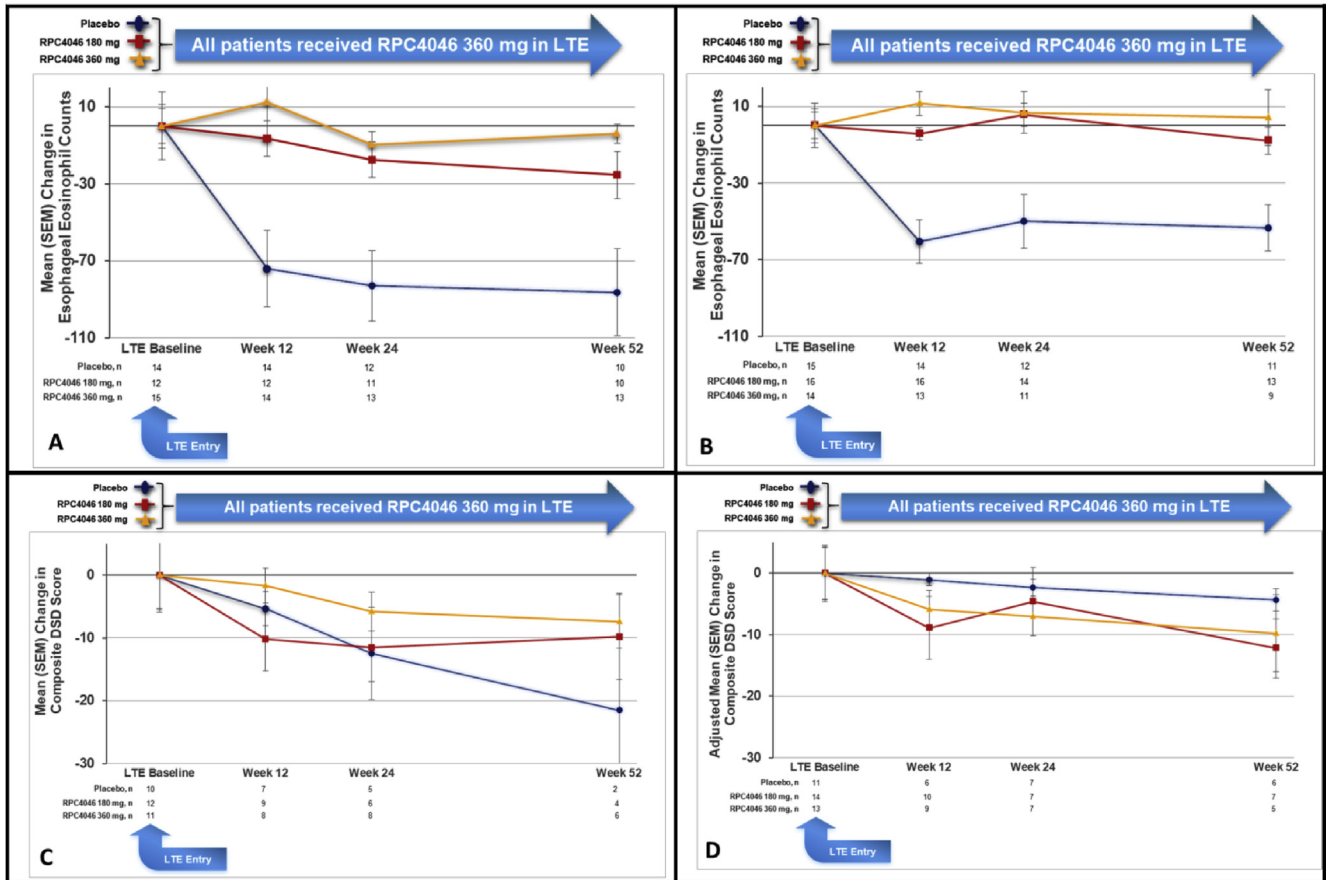 Placebo
RPC4046 180 mg
RPC4046 360 mg
All patients received RPC4046 360 mg in LTE
Mean (SEM) Change in
Esophageal Eosinophil Counts
10
-30
-70
-110
LTE Baseline Week 12 Week 24 Week 52
Placebo, n 14 14 12 10
RPC4046 180 mg, n 12 12 11 10
RPC4046 360 mg, n 15 14 13 13
A
LTE Entry
Placebo
RPC4046 180 mg
RPC4046 360 mg
All patients received RPC4046 360 mg in LTE
Mean (SEM) Change in
Esophageal Eosinophil Counts
10
-30
-70
-110
LTE Baseline Week 12 Week 24 Week 52
Placebo, n 15 14 12 11
RPC4046 180 mg, n 16 16 14 13
RPC4046 360 mg, n 14 13 11 9
B
LTE Entry
Placebo
RPC4046 180 mg
RPC4046 360 mg
All patients received RPC4046 360 mg in LTE
Mean (SEM) Change in
Composite DSD Score
0
-10
-20
-30
LTE Baseline Week 12 Week 24 Week 52
Placebo, n 10 7 5 2
RPC4046 180 mg, n 12 9 6 4
RPC4046 360 mg, n 11 8 8 6
C
LTE Entry
Placebo
RPC4046 180 mg
RPC4046 360 mg
All patients received RPC4046 360 mg in LTE
Adjusted Mean (SEM) Change in
Composite DSD Score
0
-10
-20
-30
LTE Baseline Week 12 Week 24 Week 52
Placebo, n 11 6 7 6
RPC4046 180 mg, n 14 10 7 7
RPC4046 360 mg, n 13 9 7 5
D
LTE Entry